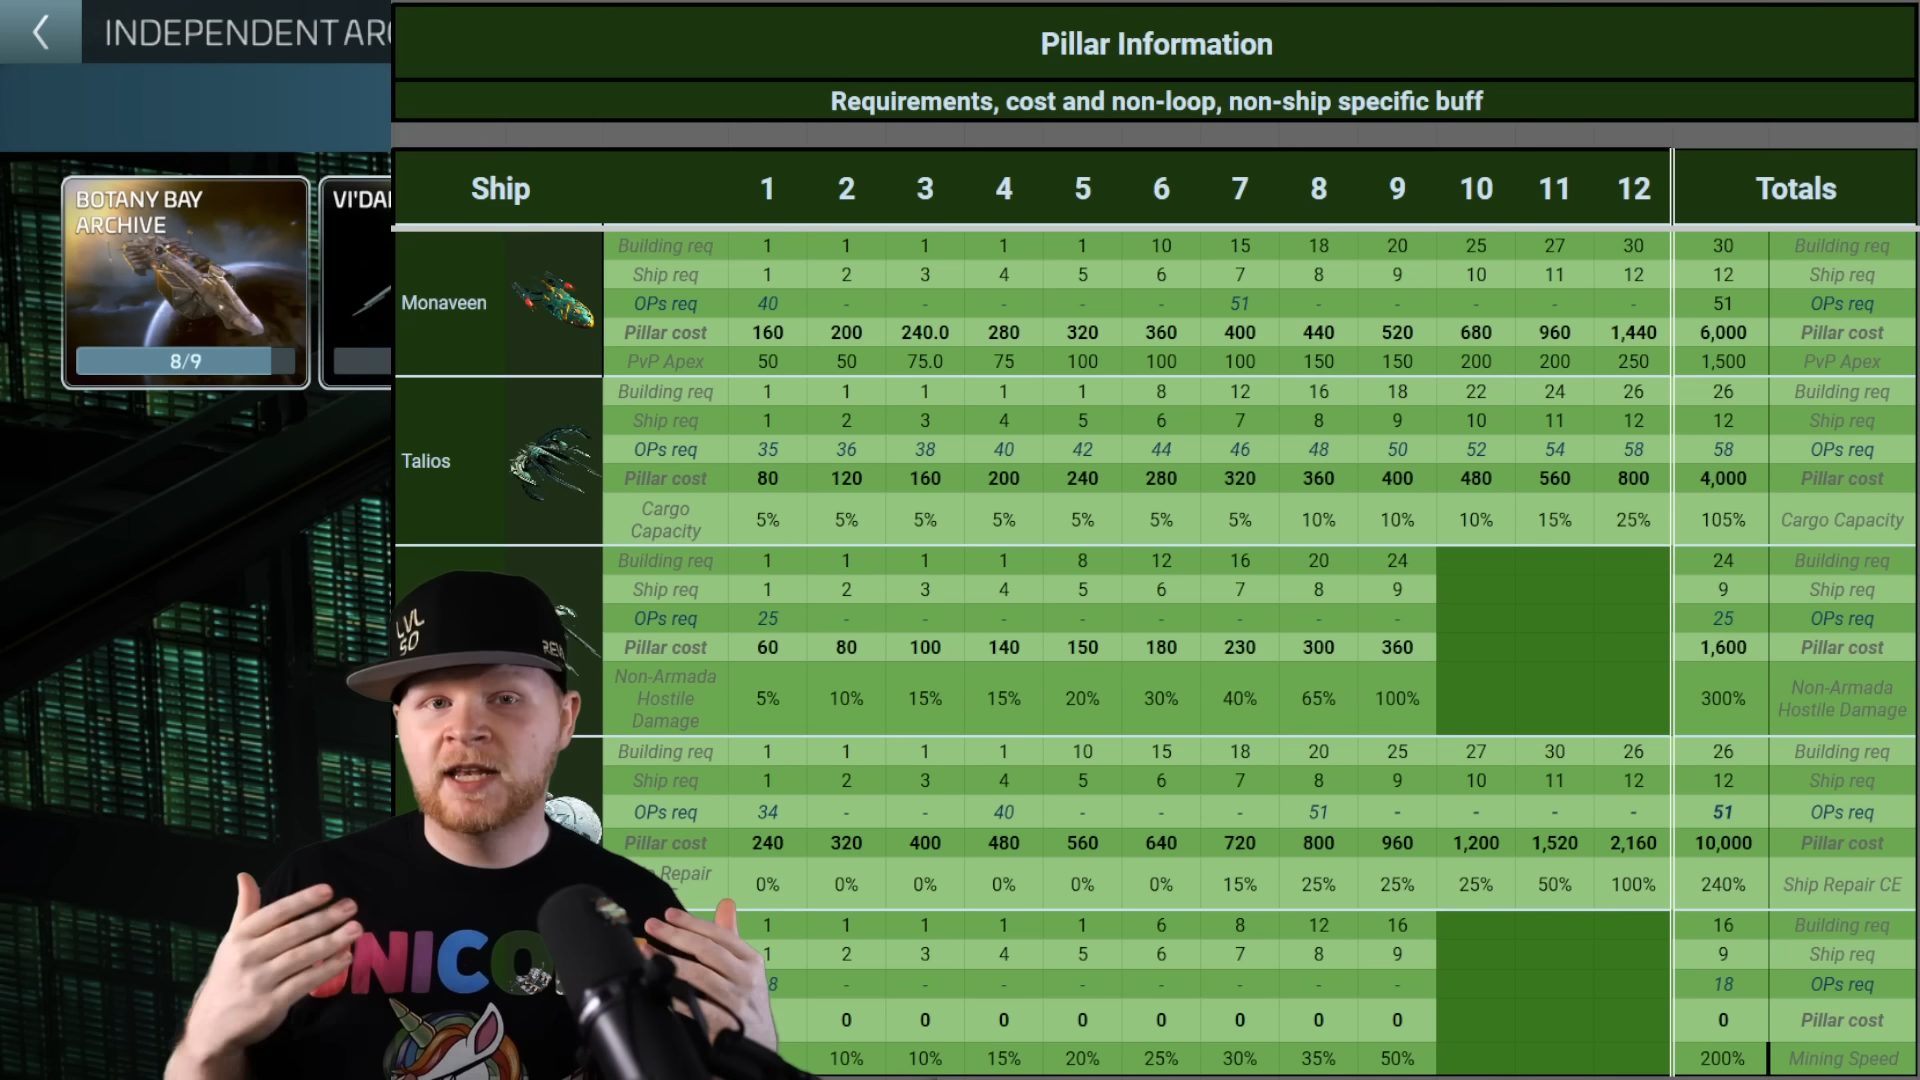 INDEPENDENT ARC
BOTANY BAY
ARCHIVE
8/9
VI'DA
Pillar Information
Requirements, cost and non-loop, non-ship specific buff
Ship 1 2 3 4 5 6 7 8 9 10 11 12 Totals
Monaveen
Building req 1 1 1 1 1 10 15 18 20 25 27 30 30 Building req
Ship req 1 2 3 4 5 6 7 8 9 10 11 12 12 Ship req
OPs req 40 - - - - - 51 - - - - - 51 OPs req
Pillar cost 160 200 240.0 280 320 360 400 440 520 680 960 1,440 6,000 Pillar cost
PvP Apex 50 50 75.0 75 100 100 100 150 150 200 200 250 1,500 PvP Apex
Talios
Building req 1 1 1 1 1 8 12 16 18 22 24 26 26 Building req
Ship req 1 2 3 4 5 6 7 8 9 10 11 12 12 Ship req
OPs req 35 36 38 40 42 44 46 48 50 52 54 58 58 OPs req
Pillar cost 80 120 160 200 240 280 320 360 400 480 560 800 4,000 Pillar cost
Cargo
Capacity 5% 5% 5% 5% 5% 5% 5% 10% 10% 10% 15% 25% 105% Cargo Capacity
Building req 1 1 1 1 8 12 16 20 24 24 Building req
Ship req 1 2 3 4 5 6 7 8 9 9 Ship req
OPs req 25 - - - - - - - - 25 OPs req
Pillar cost 60 80 100 140 150 180 230 300 360 1,600 Pillar cost
Non-Armada
Hostile
Damage 5% 10% 15% 15% 20% 30% 40% 65% 100% 300% Non-Armada
Hostile Damage
Building req 1 1 1 1 10 15 18 20 25 27 30 26 26 Building req
Ship req 1 2 3 4 5 6 7 8 9 10 11 12 12 Ship req
OPs req 34 - - 40 - - - 51 - - - - 51 OPs req
Pillar cost 240 320 400 480 560 640 720 800 960 1,200 1,520 2,160 10,000 Pillar cost
Repair 0% 0% 0% 0% 0% 0% 15% 25% 25% 25% 50% 100% 240% Ship Repair CE
1 1 1 1 1 6 8 12 16 16 Building req
1 2 3 4 5 6 7 8 9 9 Ship req
8 - - - - - - - - 18 OPs req
0 0 0 0 0 0 0 0 0 Pillar cost
10% 10% 15% 20% 25% 30% 35% 50% 200% Mining Speed
LVL
50
UNICO